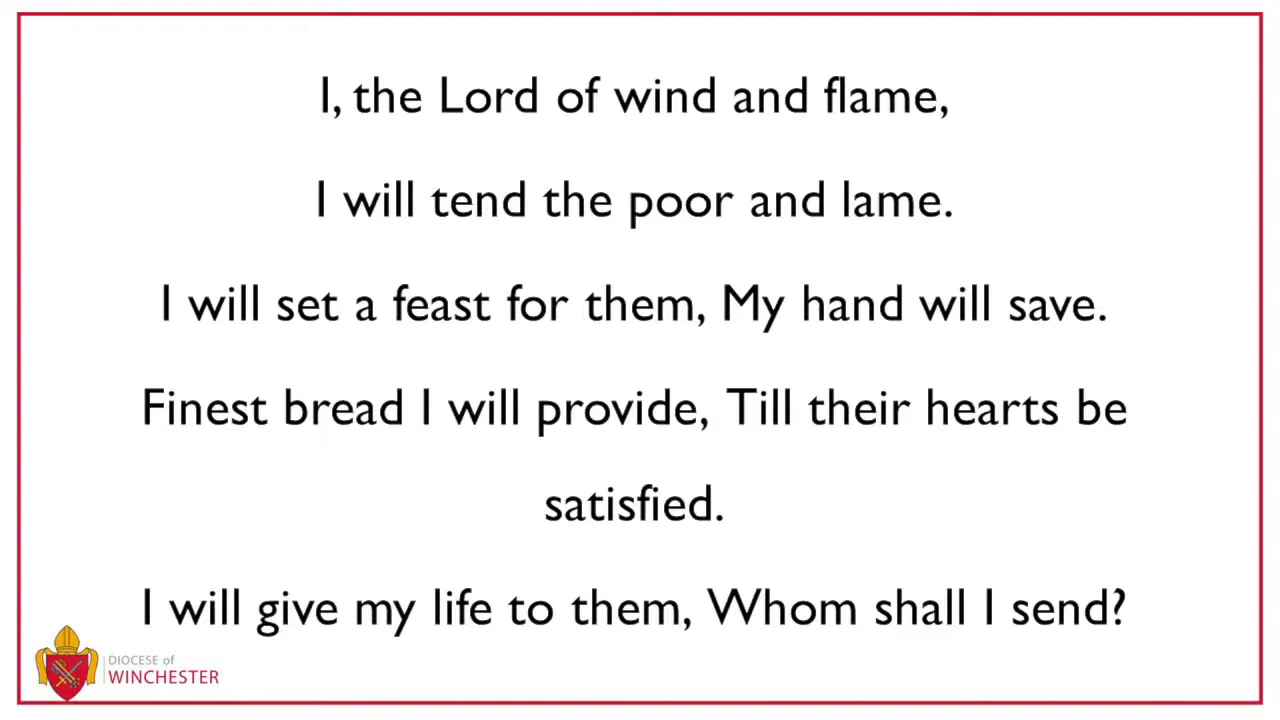 I, the Lord of wind and flame,
I will tend the poor and lame.
I will set a feast for them, My hand will save.
Finest bread I will provide, Till their hearts be
satisfied.
I will give my life to them, Whom shall I send?
DIOCESE of
WINCHESTER